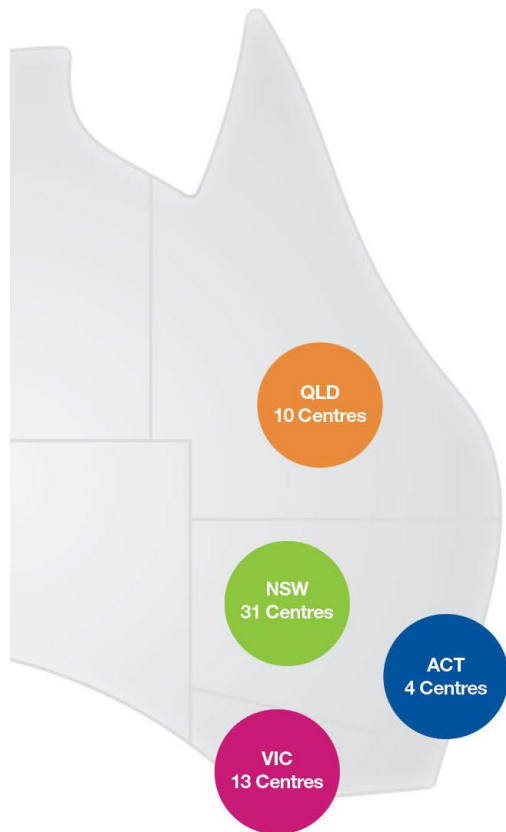 QLD
10 Centres
NSW
31 Centres
ACT
4 Centres
VIC
13 Centres